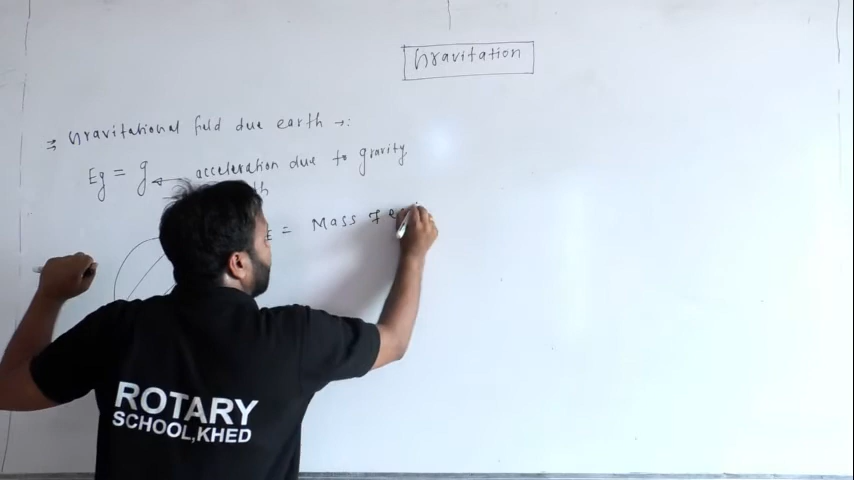 Gravitation
⇒ Gravitational field due earth →:
Eg = g ← acceleration due to gravity
= Mass of
ROTARY
SCHOOL,KHED